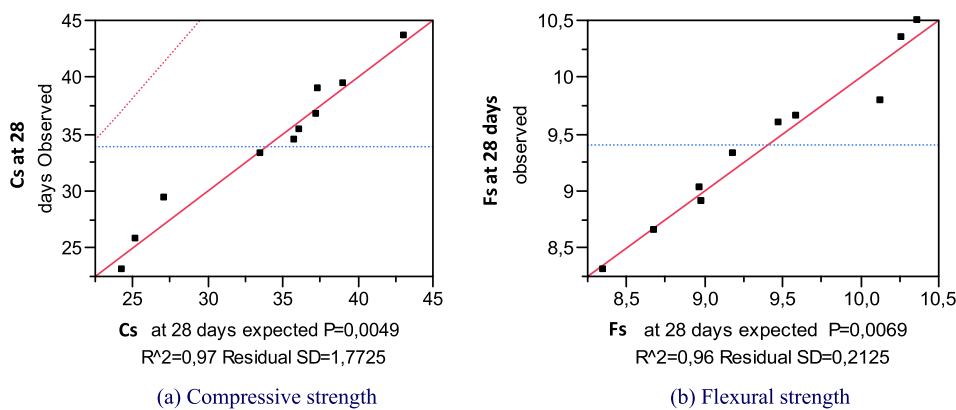 45
40
35
30
25
Cs at 28
days Observed
25
30
35
40
45
Cs at 28 days expected P=0,0049
R^2=0,97 Residual SD=1,7725
(a) Compressive strength
10,5
10
9,5
9
8,5
Fs at 28 days
observed
8,5
9,0
9,5
10,0
10,5
Fs at 28 days expected P=0,0069
R^2=0,96 Residual SD=0,2125
(b) Flexural strength